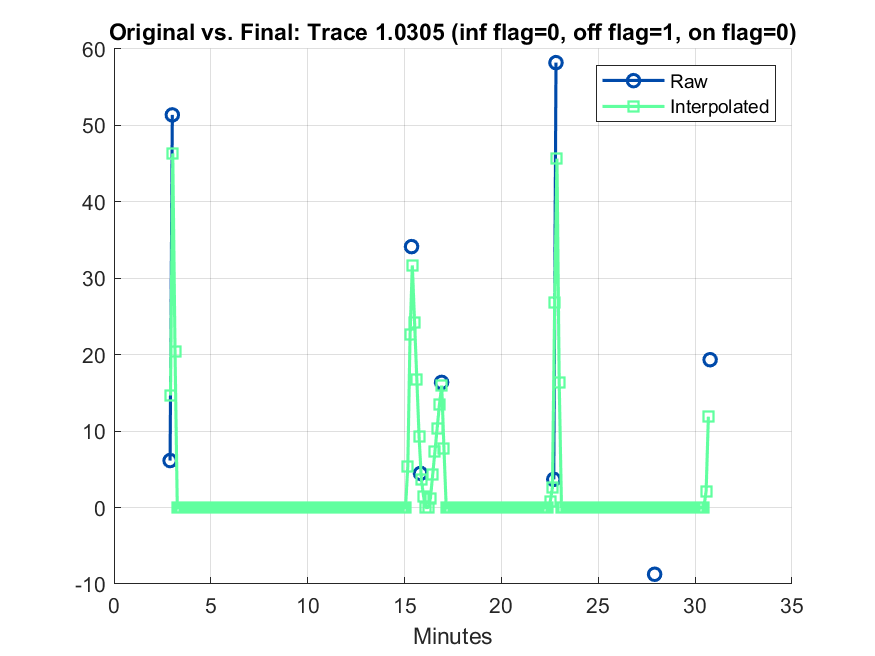 Original vs. Final: Trace 1.0305 (inf flag=0, off flag=1, on flag=0)
60
50
40
30
20
10
0
-10
Raw
Interpolated
0 5 10 15 20 25 30 35
Minutes